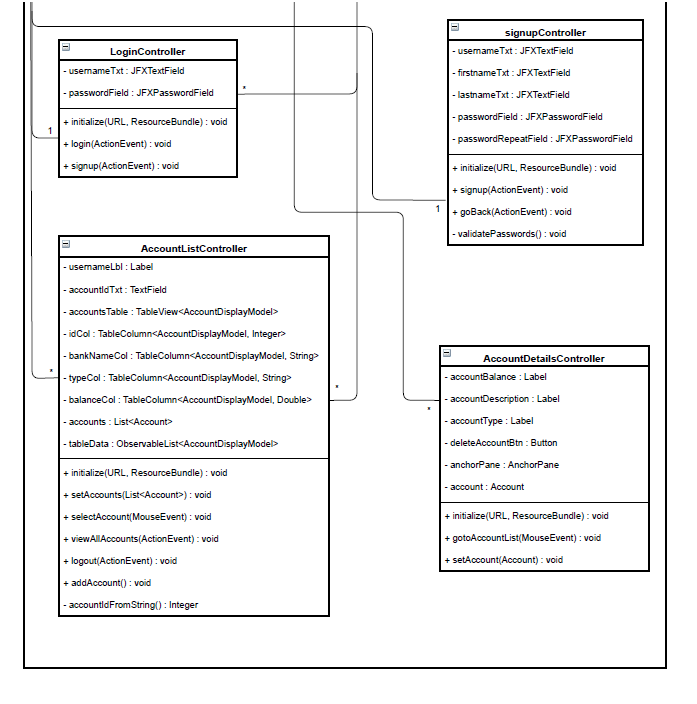 LoginController
- usernameTxt : JFXTextField
- passwordField : JFXPasswordField
+ initialize(URL, ResourceBundle) : void
+ login(ActionEvent) : void
+ signup(ActionEvent) : void
*
1
signupController
- usernameTxt : JFXTextField
- firstnameTxt : JFXTextField
- lastnameTxt : JFXTextField
- passwordField : JFXPasswordField
- passwordRepeatField : JFXPasswordField
+ initialize(URL, ResourceBundle) : void
+ signup(ActionEvent) : void
+ goBack(ActionEvent) : void
- validatePasswords() : void
1
AccountListController
- usernameLbl : Label
- accountIdTxt : TextField
- accountsTable : TableView<AccountDisplayModel>
- idCol : TableColumn<AccountDisplayModel, Integer>
- bankNameCol : TableColumn<AccountDisplayModel, String>
- typeCol : TableColumn<AccountDisplayModel, String>
- balanceCol : TableColumn<AccountDisplayModel, Double>
- accounts : List<Account>
- tableData : ObservableList<AccountDisplayModel>
+ initialize(URL, ResourceBundle) : void
+ setAccounts(List<Account>) : void
+ selectAccount(MouseEvent) : void
+ viewAllAccounts(ActionEvent) : void
+ logout(ActionEvent) : void
+ addAccount() : void
- accountIdFromString() : Integer
*
*
AccountDetailsController
- accountBalance : Label
- accountDescription : Label
- accountType : Label
- deleteAccountBtn : Button
- anchorPane : AnchorPane
- account : Account
+ initialize(URL, ResourceBundle) : void
+ gotoAccountList(MouseEvent) : void
+ setAccount(Account) : void
*